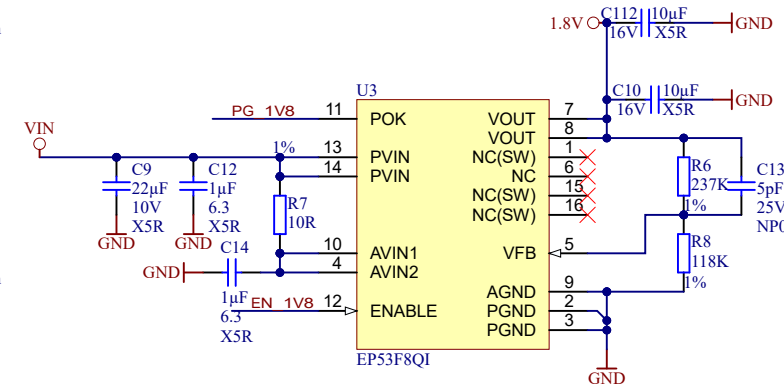 C112 10µF
1.8V
16V X5R
GND
C10 10µF
16V X5R
GND
U3
PG_1V8
11
POK
VOUT
7
VOUT
8
VIN
1%
13
PVIN
14
PVIN
NC(SW)
1
NC
6
NC(SW)
15
NC(SW)
16
C9
22µF
10V
X5R
GND
C12
1µF
6.3
X5R
GND
R7
10R
R6
237K
1%
C13
5pF
25V
NP0
10
AVIN1
4
AVIN2
VFB
5
R8
118K
1%
C14
GND
1µF
6.3
X5R
EN_1V8
12
ENABLE
AGND
9
PGND
2
PGND
3
EP53F8QI
GND